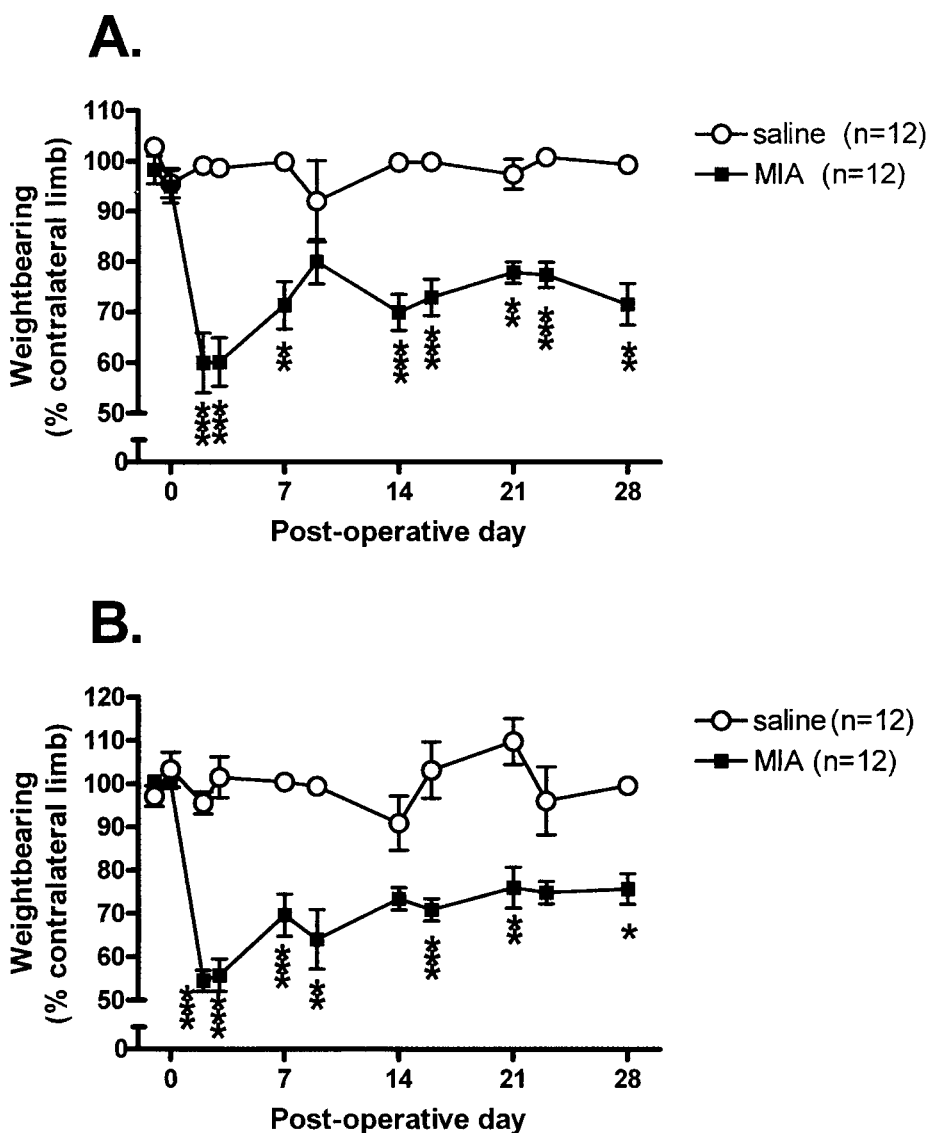 A.
110
100
90
80
70
60
50
0
Weightbearing
(% contralateral limb)
saline (n=12)
MIA (n=12)
*** *** ** *** *** ** *** **
0 7 14 21 28
Post-operative day
B.
120
110
100
90
80
70
60
50
0
Weightbearing
(% contralateral limb)
saline (n=12)
MIA (n=12)
*** *** *** ** *** ** *
0 7 14 21 28
Post-operative day